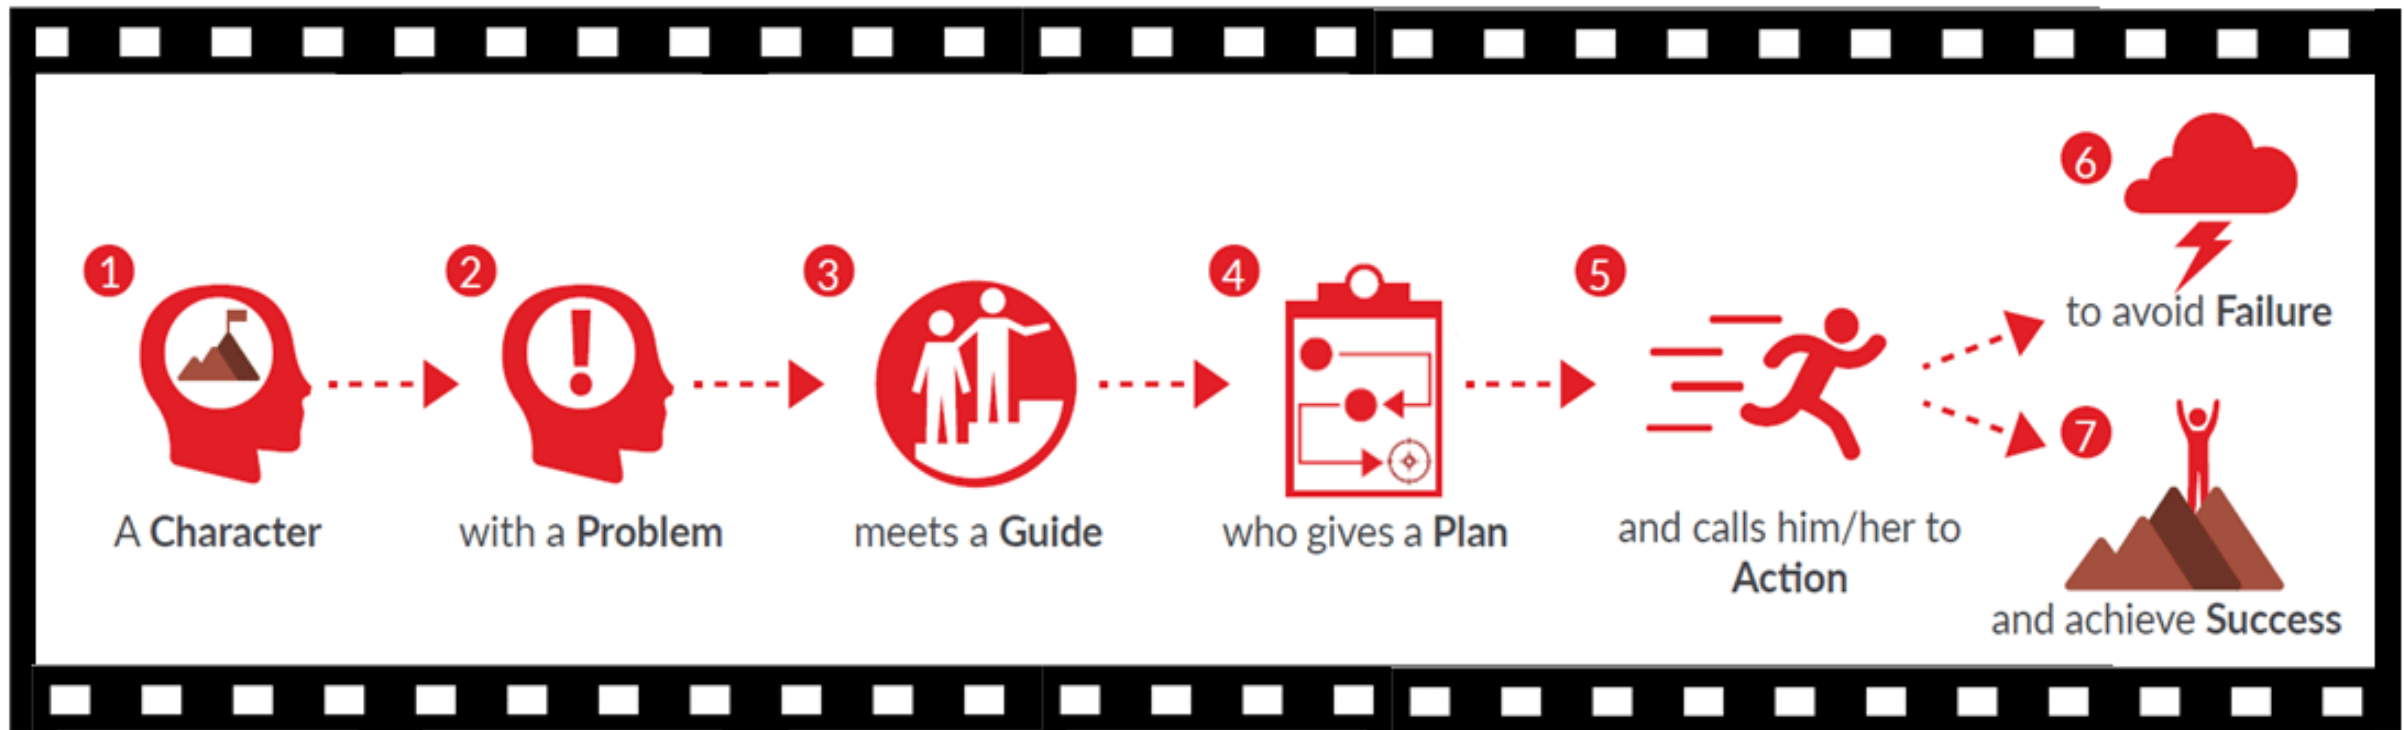 1
A Character
2
with a Problem
3
meets a Guide
4
who gives a Plan
5
and calls him/her to
Action
6
to avoid Failure
7
and achieve Success